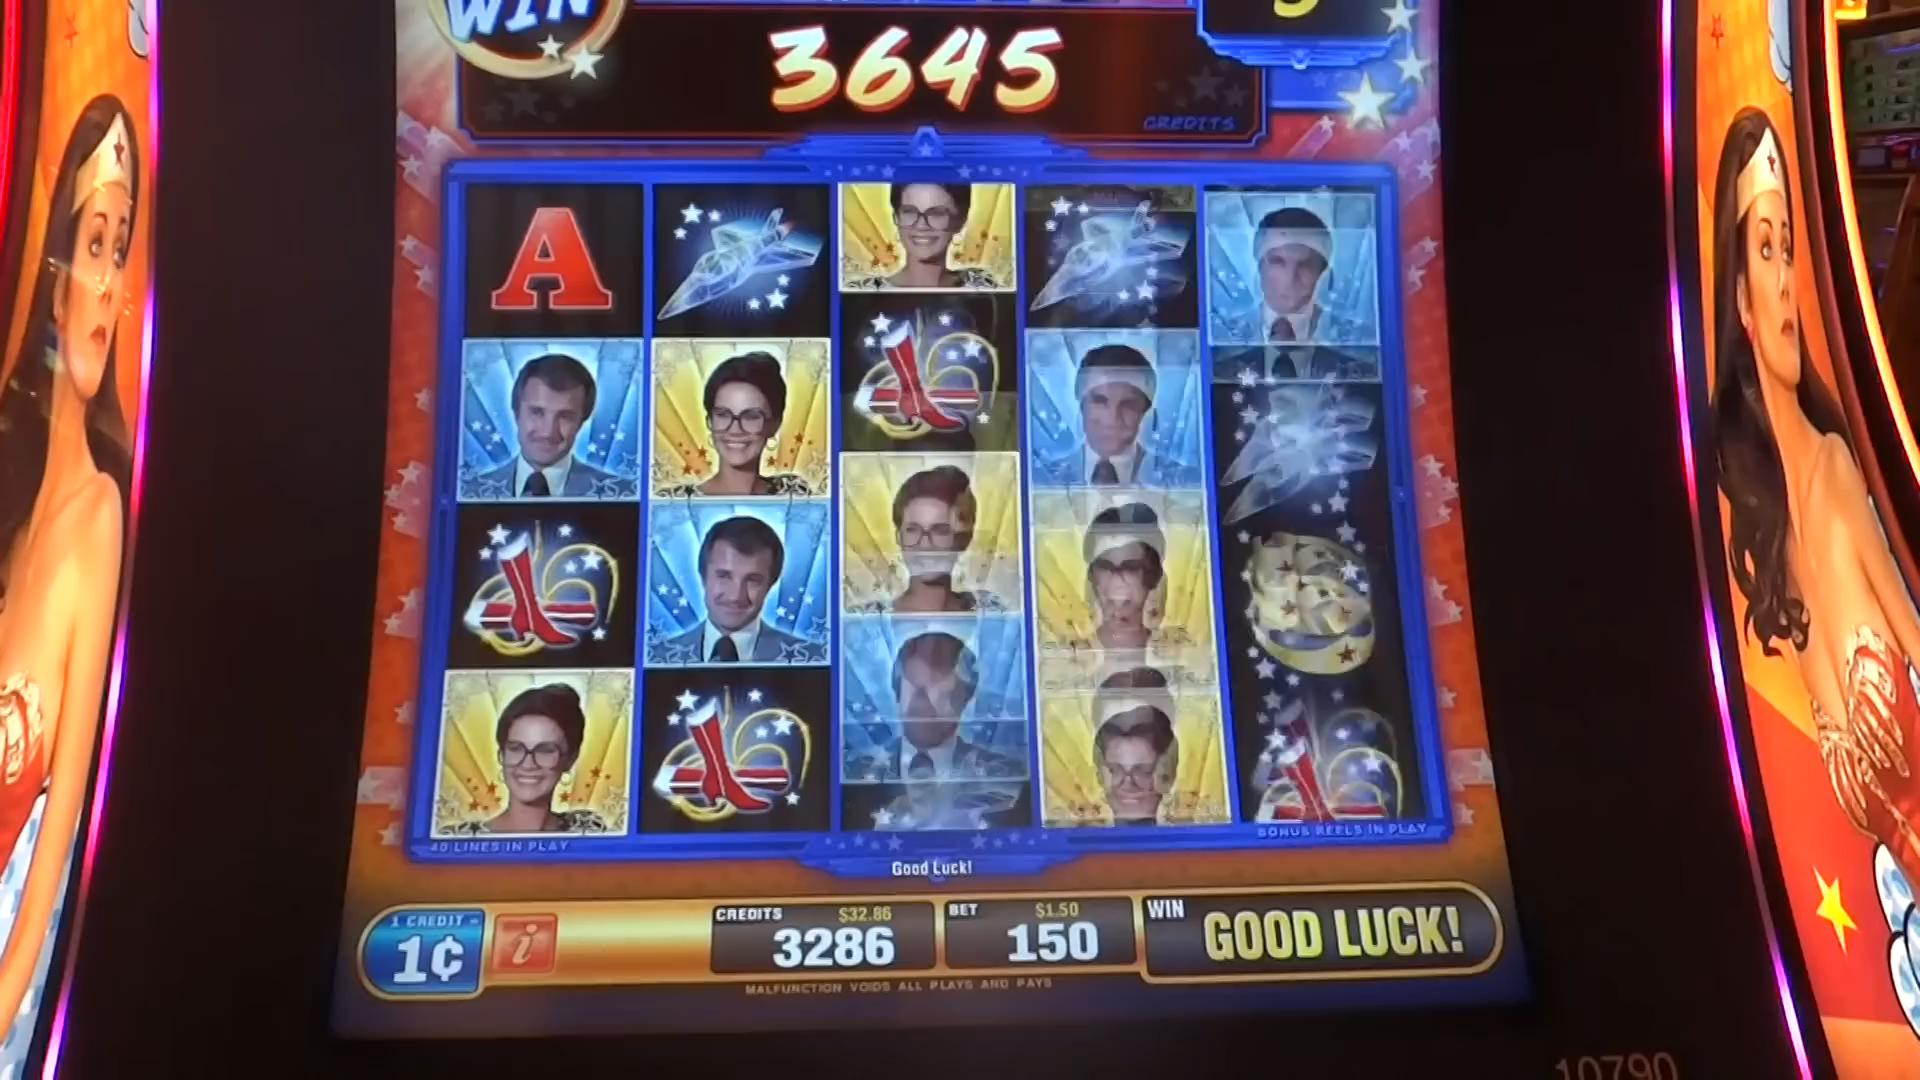 WIN
3645
CREDITS
A
40 LINES IN PLAY
BONUS REELS IN PLAY
Good Luck!
1 CREDIT =
1¢
i
CREDITS $32.86
3286
BET $1.50
150
WIN
GOOD LUCK!
MALFUNCTION VOIDS ALL PLAYS AND PAYS
10790